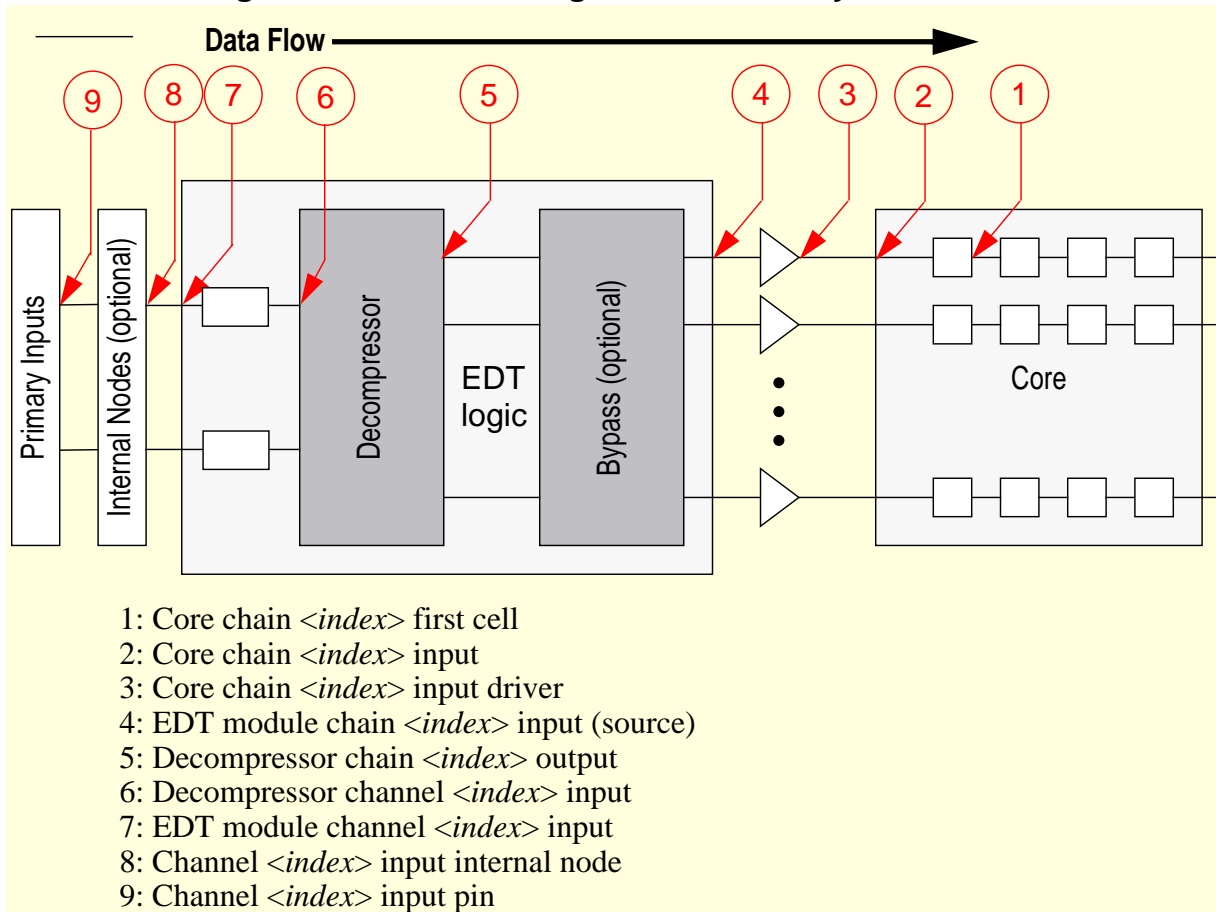 Data Flow
9 8 7 6 5 4 3 2 1
Primary Inputs
Internal Nodes (optional)
Decompressor
EDT
logic
Bypass (optional)
Core
1: Core chain <index> first cell
2: Core chain <index> input
3: Core chain <index> input driver
4: EDT module chain <index> input (source)
5: Decompressor chain <index> output
6: Decompressor channel <index> input
7: EDT module channel <index> input
8: Channel <index> input internal node
9: Channel <index> input pin